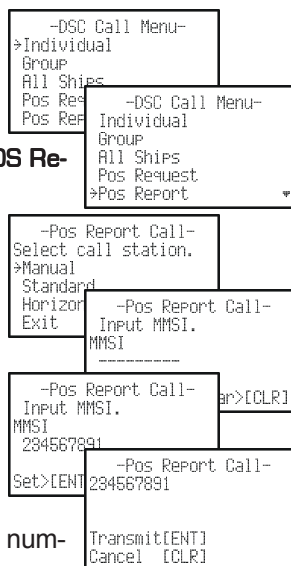 -DSC Call Menu-
→Individual
Group
All Ships
Pos Req
Pos Rep
-DSC Call Menu-
Individual
Group
All Ships
Pos Request
→Pos Report
OS Re-
-Pos Report Call-
Select call station.
→Manual
Standard
Horizon
Exit
-Pos Report Call-
Input MMSI.
MMSI
---------
ar>[CLR]
-Pos Report Call-
Input MMSI.
MMSI
234567891
Set>[ENT
-Pos Report Call-
234567891
Transmit[ENT]
Cancel [CLR]
num-